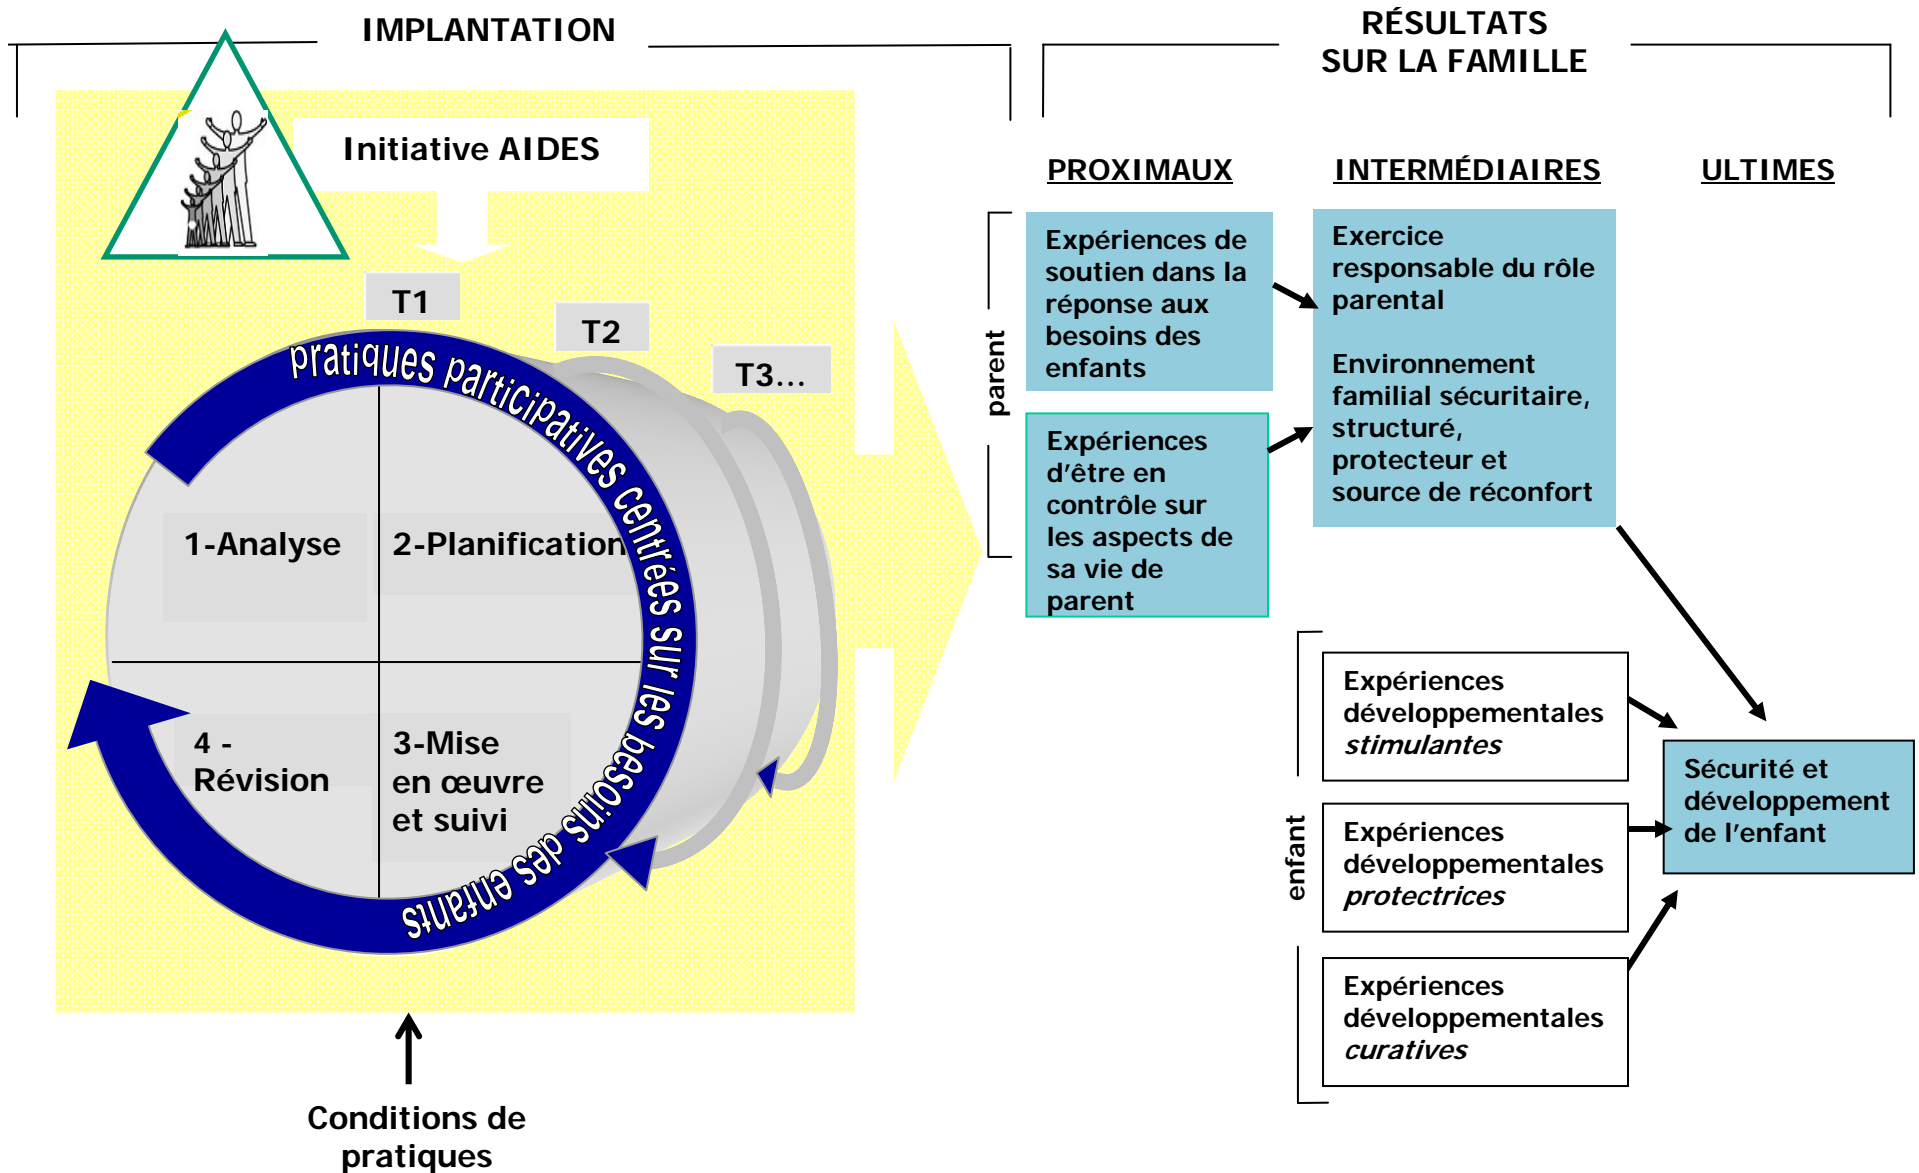 IMPLANTATION
RÉSULTATS
SUR LA FAMILLE
Initiative AIDES
PROXIMAUX
INTERMÉDIAIRES
ULTIMES
T1
T2
T3...
pratiques participatives centrées sur les besoins des enfants
1-Analyse
2-Planification
4 -
Révision
3-Mise
en œuvre
et suivi
Conditions de
pratiques
parent
Expériences de
soutien dans la
réponse aux
besoins des
enfants
Expériences
d'être en
contrôle sur
les aspects de
sa vie de
parent
Exercice
responsable du rôle
parental
Environnement
familial sécuritaire,
structuré,
protecteur et
source de réconfort
enfant
Expériences
développementales
stimulantes
Expériences
développementales
protectrices
Expériences
développementales
curatives
Sécurité et
développement
de l'enfant